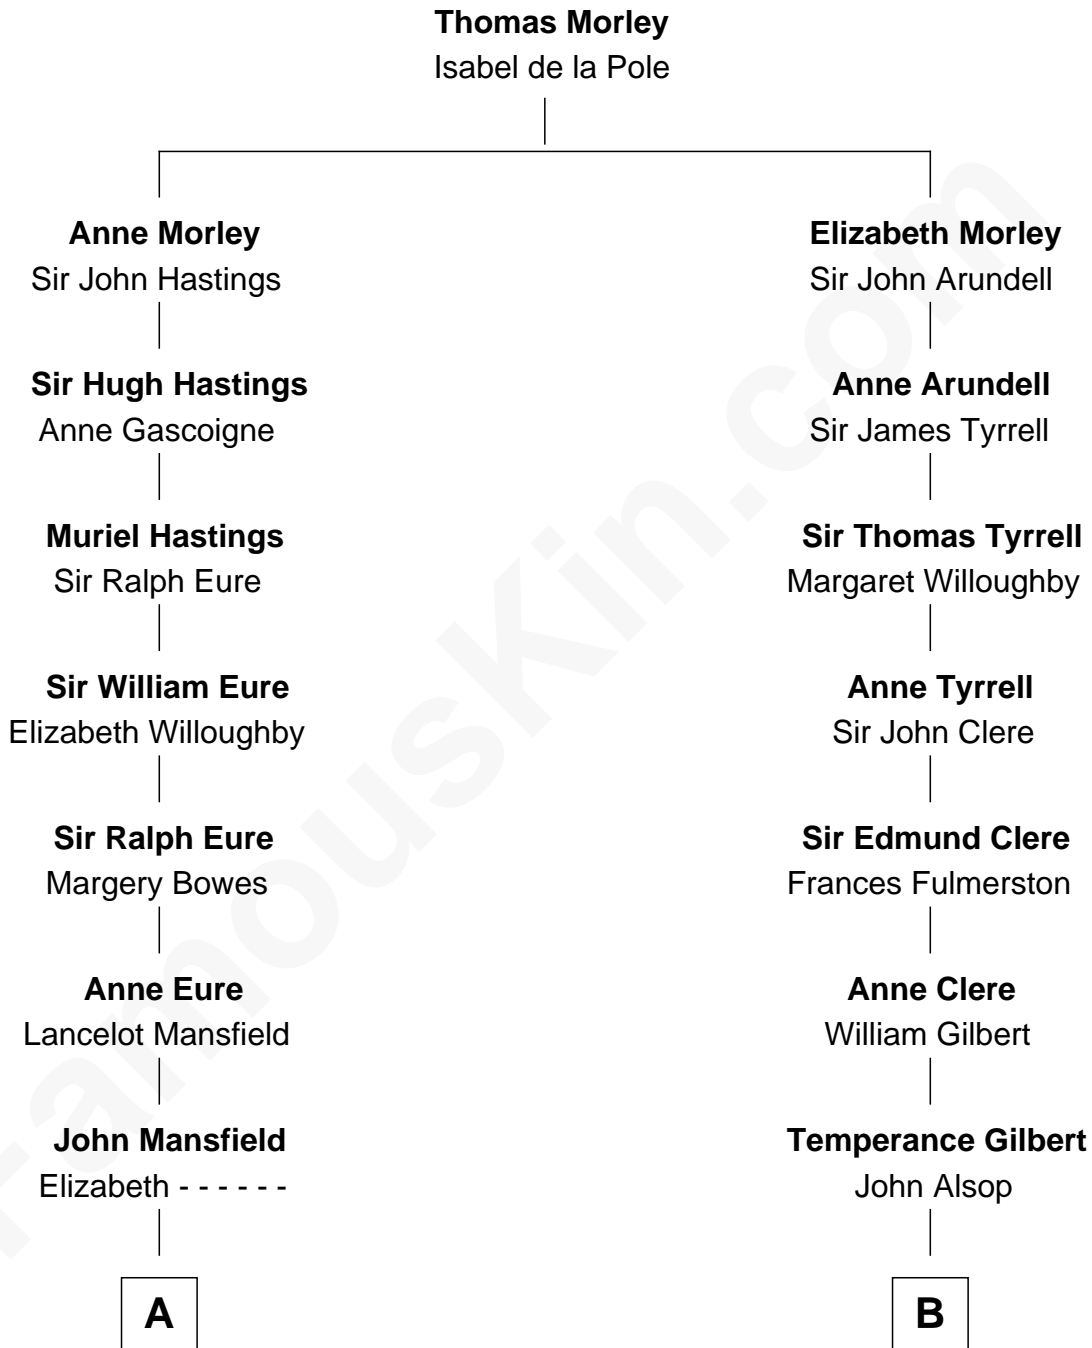 Thomas Morley
Isabel de la Pole
Anne Morley
Sir John Hastings
Elizabeth Morley
Sir John Arundell
Sir Hugh Hastings
Anne Gascoigne
Anne Arundell
Sir James Tyrrell
Muriel Hastings
Sir Ralph Eure
Sir Thomas Tyrrell
Margaret Willoughby
Sir William Eure
Elizabeth Willoughby
Anne Tyrrell
Sir John Clere
Sir Ralph Eure
Margery Bowes
Sir Edmund Clere
Frances Fulmerston
Anne Eure
Lancelot Mansfield
Anne Clere
William Gilbert
John Mansfield
Elizabeth - - - - - -
Temperance Gilbert
John Alsop
A
B
FamousKin.com